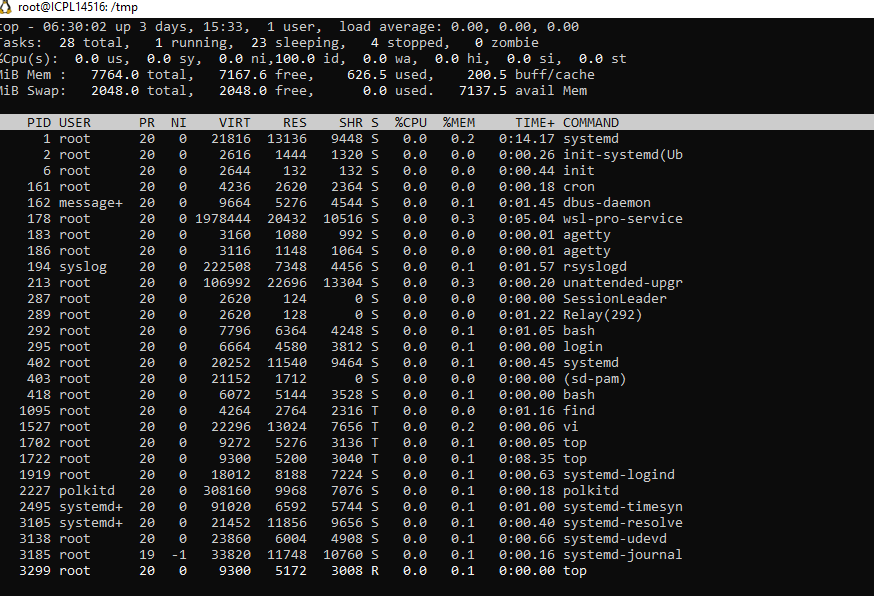 root@ICPL14516: /tmp
top - 06:30:02 up 3 days, 15:33,  1 user,  load average: 0.00, 0.00, 0.00
Tasks:  28 total,   1 running,  23 sleeping,   4 stopped,   0 zombie
%Cpu(s):  0.0 us,  0.0 sy,  0.0 ni,100.0 id,  0.0 wa,  0.0 hi,  0.0 si,  0.0 st
MiB Mem :   7764.0 total,   7167.6 free,    626.5 used,    200.5 buff/cache
MiB Swap:   2048.0 total,   2048.0 free,      0.0 used.   7137.5 avail Mem
PID USER      PR  NI    VIRT    RES    SHR S  %CPU  %MEM     TIME+ COMMAND
1 root      20   0   21816  13136   9448 S   0.0   0.2   0:14.17 systemd
2 root      20   0    2616   1444   1320 S   0.0   0.0   0:00.26 init-systemd(Ub
6 root      20   0    2644    132    132 S   0.0   0.0   0:00.44 init
161 root      20   0    4236   2620   2364 S   0.0   0.0   0:00.18 cron
162 message+  20   0    9664   5276   4544 S   0.0   0.1   0:01.45 dbus-daemon
178 root      20   0 1978444  20432  10516 S   0.0   0.3   0:05.04 wsl-pro-service
183 root      20   0    3160   1080    992 S   0.0   0.0   0:00.01 agetty
186 root      20   0    3116   1148   1064 S   0.0   0.0   0:00.01 agetty
194 syslog    20   0  222508   7348   4456 S   0.0   0.1   0:01.57 rsyslogd
213 root      20   0  106992  22696  13304 S   0.0   0.3   0:00.20 unattended-upgr
287 root      20   0    2620    124      0 S   0.0   0.0   0:00.00 SessionLeader
289 root      20   0    2620    128      0 S   0.0   0.0   0:01.22 Relay(292)
292 root      20   0    7796   6364   4248 S   0.0   0.1   0:01.05 bash
295 root      20   0    6664   4580   3812 S   0.0   0.1   0:00.00 login
402 root      20   0   20252  11540   9464 S   0.0   0.1   0:00.45 systemd
403 root      20   0   21152   1712      0 S   0.0   0.0   0:00.00 (sd-pam)
418 root      20   0    6072   5144   3528 S   0.0   0.1   0:00.00 bash
1095 root      20   0    4264   2764   2316 T   0.0   0.0   0:01.16 find
1527 root      20   0   22296  13024   7656 T   0.0   0.2   0:00.06 vi
1702 root      20   0    9272   5276   3136 T   0.0   0.1   0:00.05 top
1722 root      20   0    9300   5200   3040 T   0.0   0.1   0:08.35 top
1919 root      20   0   18012   8188   7224 S   0.0   0.1   0:00.63 systemd-logind
2227 polkitd   20   0  308160   9968   7076 S   0.0   0.1   0:00.18 polkitd
2495 systemd+  20   0   91020   6592   5744 S   0.0   0.1   0:01.00 systemd-timesyn
3105 systemd+  20   0   21452  11856   9656 S   0.0   0.1   0:00.40 systemd-resolve
3138 root      20   0   23860   6004   4908 S   0.0   0.1   0:00.66 systemd-udevd
3185 root      19  -1   33820  11748  10760 S   0.0   0.1   0:00.16 systemd-journal
3299 root      20   0    9300   5172   3008 R   0.0   0.1   0:00.00 top